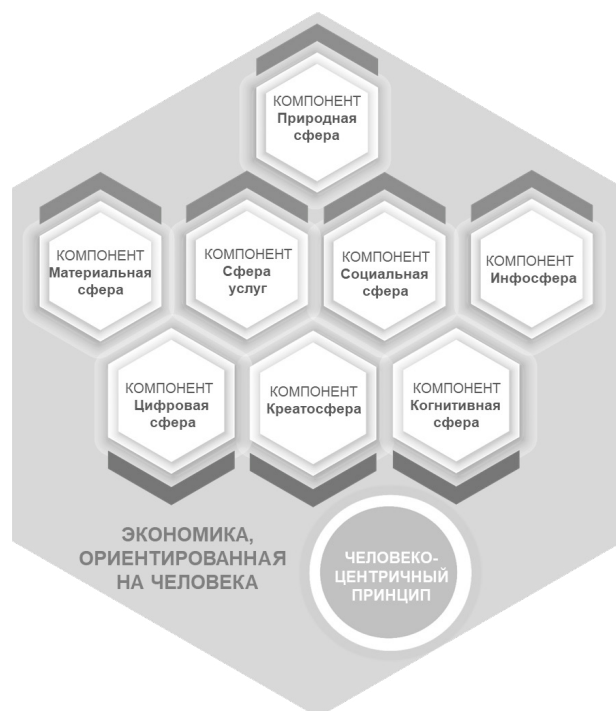 КОМПОНЕНТ
Природная
сфера
КОМПОНЕНТ
Материальная
сфера
КОМПОНЕНТ
Сфера
услуг
КОМПОНЕНТ
Социальная
сфера
КОМПОНЕНТ
Инфосфера
КОМПОНЕНТ
Цифровая
сфера
КОМПОНЕНТ
Креатосфера
КОМПОНЕНТ
Когнитивная
сфера
ЭКОНОМИКА,
ОРИЕНТИРОВАННАЯ
НА ЧЕЛОВЕКА
ЧЕЛОВЕКО-
ЦЕНТРИЧНЫЙ
ПРИНЦИП